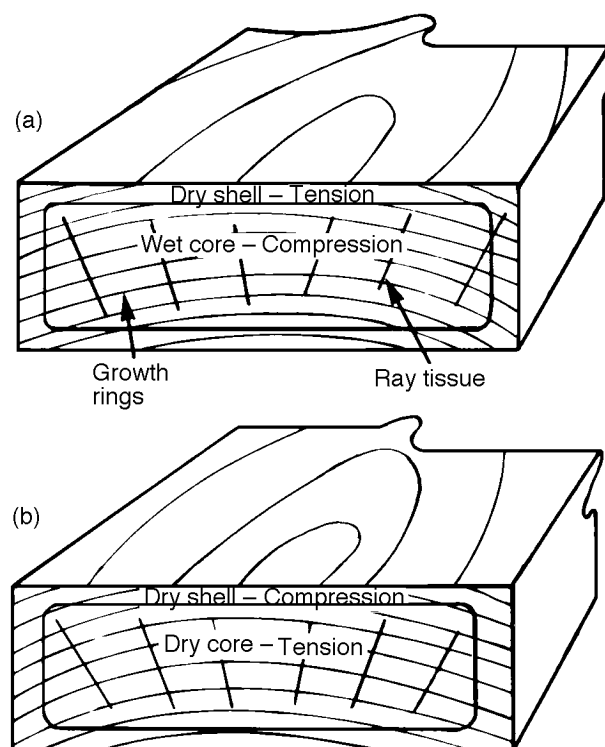 (a)
Dry shell – Tension
Wet core – Compression
Growth
rings
Ray tissue
(b)
Dry shell – Compression
Dry core – Tension